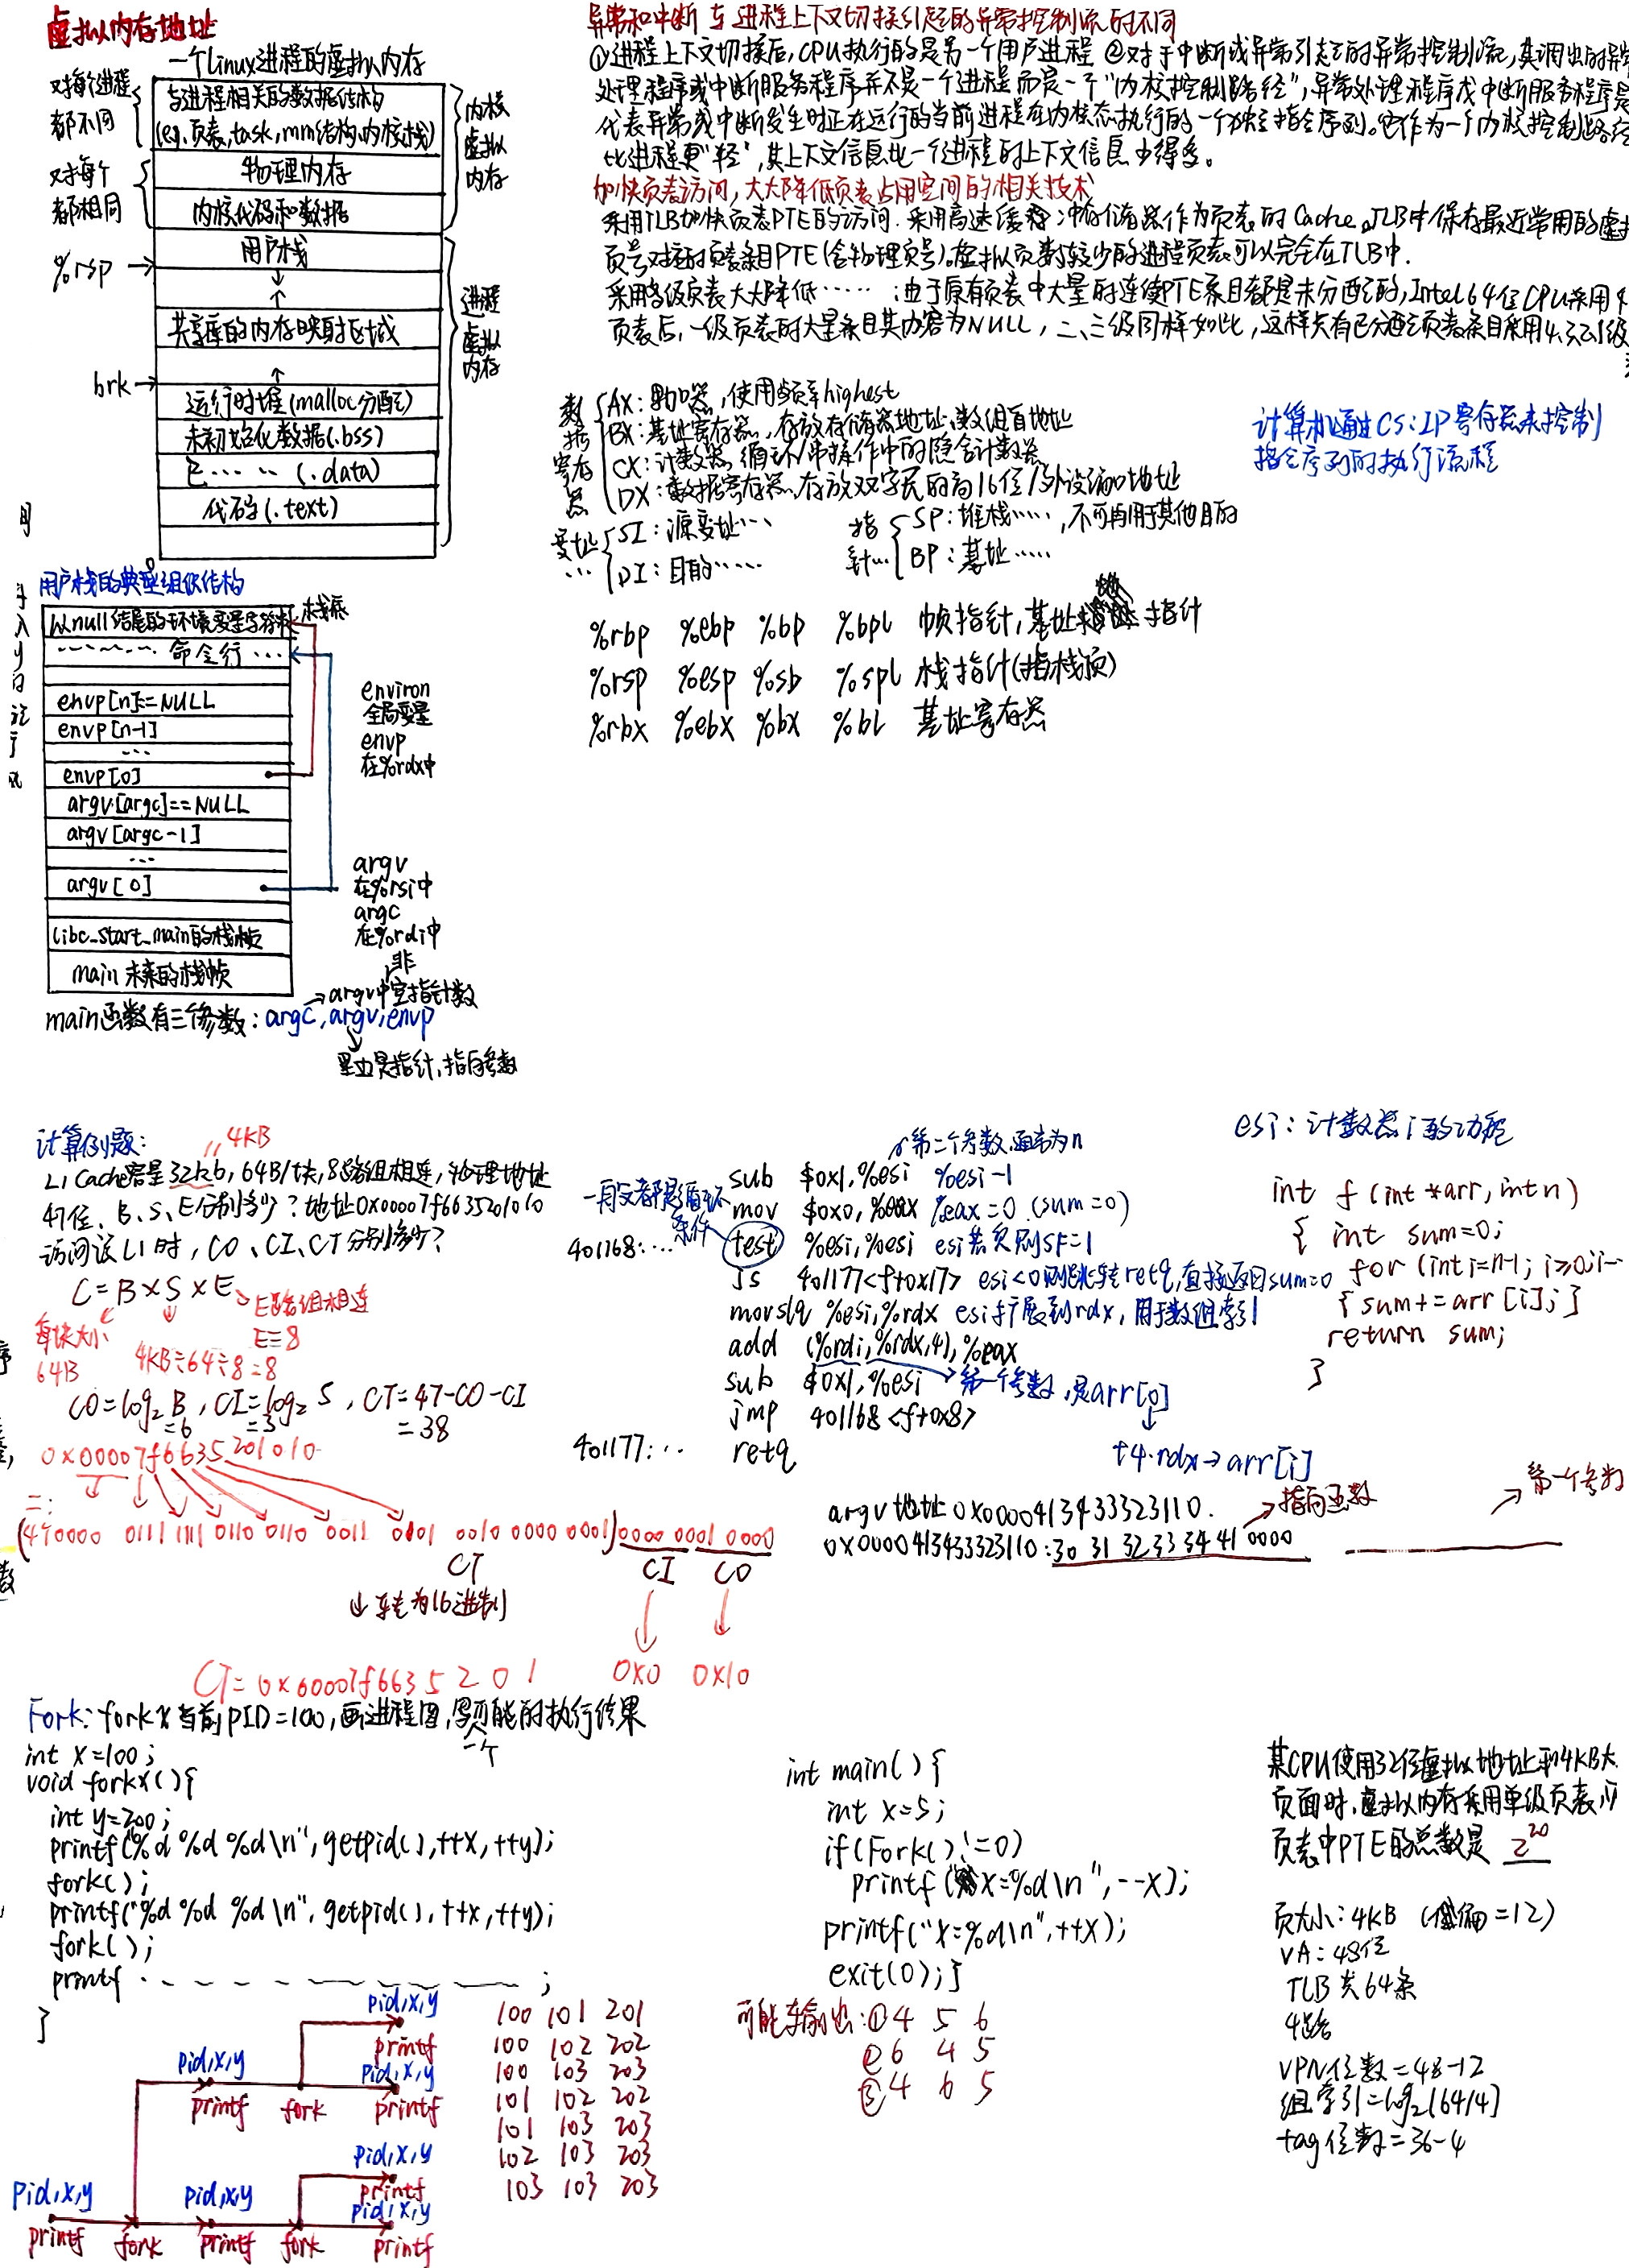 虚拟内存地址
一个Linux进程的虚拟内存
对每个进程
都不同
与进程相关的数据结构
(e.g.页表,task,mm结构,内核栈)
内核
虚拟
内存
对每个
都相同
物理内存
内核代码和数据
用户栈
%rsp →
共享库的内存映射区域
进程
虚拟
内存
brk →
运行时堆(malloc分配)
未初始化数据(.bss)
已…… (.data)
代码(.text)
用户栈的典型组织结构
以null结尾的环境变量字符串
栈底
命令行…
envp[n]==NULL
envp[n-1]
…
envp[0]
argv[argc]==NULL
argv[argc-1]
…
argv[0]
libc_start_main的栈帧
main未来的栈帧
environ
全局变量
envp
在%rdx中
argv
在%rsi中
argc
在%rdi中
非
→argv中空指针数
main函数有三个参数:argc,argv,envp
里边是指针,指向参数
异常和中断与进程上下文切换引起的异常控制流的不同
①进程上下文切换后,CPU执行的是另一个用户进程 ②对于中断或异常引起的异常控制流,其调出的异常
处理程序或中断服务程序并不是一个进程而是一个"内核控制路径",异常处理程序或中断服务程序是
代表异常或中断发生时正在运行的当前进程在内核态执行的一个独立指令序列。它作为一个内核控制路径
比进程更"轻",其上下文信息比一个进程的上下文信息少得多。
加快页表访问,大大降低页表占用空间的相关技术
采用TLB加快页表PTE的访问.采用高速缓冲存储器作为页表的Cache。TLB中保存最近常用的虚拟
页号对应的页表条目PTE(含物理页号)。虚拟页数较少的进程页表可以完全在TLB中.
采用多级页表大大降低……:由于原有页表中大量的连续PTE条目都是未分配的,Intel64位CPU采用4
页表后,一级页表的大量条目其内容为NULL,二、三级同样如此,这样只有已分配页表条目采用4.3.2.1级
数据寄存器
AX:累加器,使用频率highest
BX:基址寄存器,存放存储器地址、数组首地址
CX:计数器,循环/串操作中的隐含计数器
DX:数据寄存器,存放双字长的高16位/外设端口地址
变址
…
SI:源变址…
DI:目的……
指
针…
SP:堆栈……,不可再用于其他目的
BP:基址……
计算机通过CS:IP寄存器来控制
指令序列的执行流程
%rbp %ebp %bp %bpl 帧指针,基址指针
%rsp %esp %sb %spl 栈指针(指栈顶)
%rbx %ebx %bx %bl 基址寄存器
计算例题:
4KB
L1 Cache容量32kb,64B/块,8路组相连,物理地址
47位、B、S、E分别多少?地址0x00007f6635201010
访问该L1时,CO、CI、CT分别多少?
C=B×S×E
E路组相连
E=8
每块大小
64B
4KB÷64÷8=8
CO=log₂B,CI=log₂S,CT=47-CO-CI
=6 =3 =38
0x00007f6635201010
二:
(470000 0111 1111 0110 0110 0011 0101 0010 0000 0001)0000 0001 0000
CT CI CO
↓转为16进制
CT=0x60007f6635201 0x0 0x10
第二个参数,通常为n
sub $0x1,%esi %esi-1
一般都是循环
条件
mov $0x0,%eax %eax=0 (sum=0)
401168:… test %esi,%esi esi若负则SF=1
js 401177<f+0x17> esi<0则跳转retq,直接返回sum=0
movslq %esi,%rdx esi扩展到rdx,用于数组索引
add (%rdi,%rdx,4),%eax
sub $0x1,%esi →第一个参数,是arr[0]
jmp 401168<f+0x8>
401177:… retq
+4·rdx→arr[i]
esi:计数器i的功能
int f(int *arr,int n)
{ int sum=0;
for(int i=n-1; i≥0;i--
{sum+=arr[i];}
return sum;
}
argv地址0x0000413433323110.
→指向函数
→第一个参数
0x0000413433323110:30 31 32 33 34 41 0000
Fork:forkx当前PID=100,画进程图,写可能的执行结果
一个
int x=100;
void forkx(){
int y=200;
printf("%d %d %d\n",getpid(),++x,++y);
fork();
printf("%d %d %d\n",getpid(),++x,++y);
fork();
printf - - - - - - - - ;
}
pid,x,y
printf
pid,x,y
pid,x,y
printf fork printf
pid,x,y
printf
pid,x,y pid,x,y pid,x,y
printf fork printf fork printf
100 101 201
100 102 202
100 103 203
101 102 202
101 103 203
102 103 203
103 103 203
int main(){
int x=5;
if(Fork()!=0)
printf("x=%d\n",--x);
printf("x=%d\n",++x);
exit(0);}
可能输出:①4 5 6
②6 4 5
③4 6 5
某CPU使用32位虚拟地址和4KB大
页面时,虚拟内存采用单级页表,则
页表中PTE的总数是 2²⁰
页大小:4KB (偏=12)
VA:48位
TLB共64条
4路
VPN位数=48-12
组索引=log₂(64/4)
tag位数=36-4